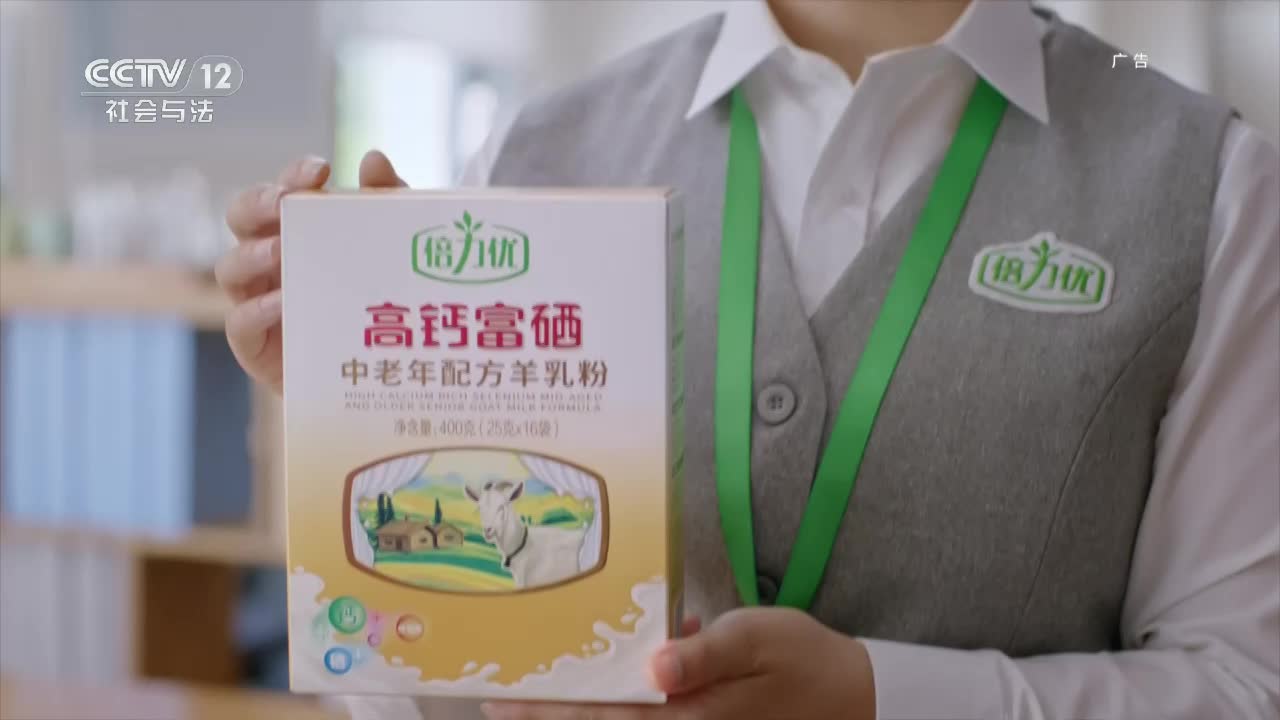 CCTV 12
社会与法
广告
倍力优
高钙富硒
中老年配方羊乳粉
HIGH CALCIUM RICH SELENIUM MID-AGED
AND OLDER SENIOR GOAT MILK FORMULA
净含量:400克(25克x16袋)
钙
倍力优